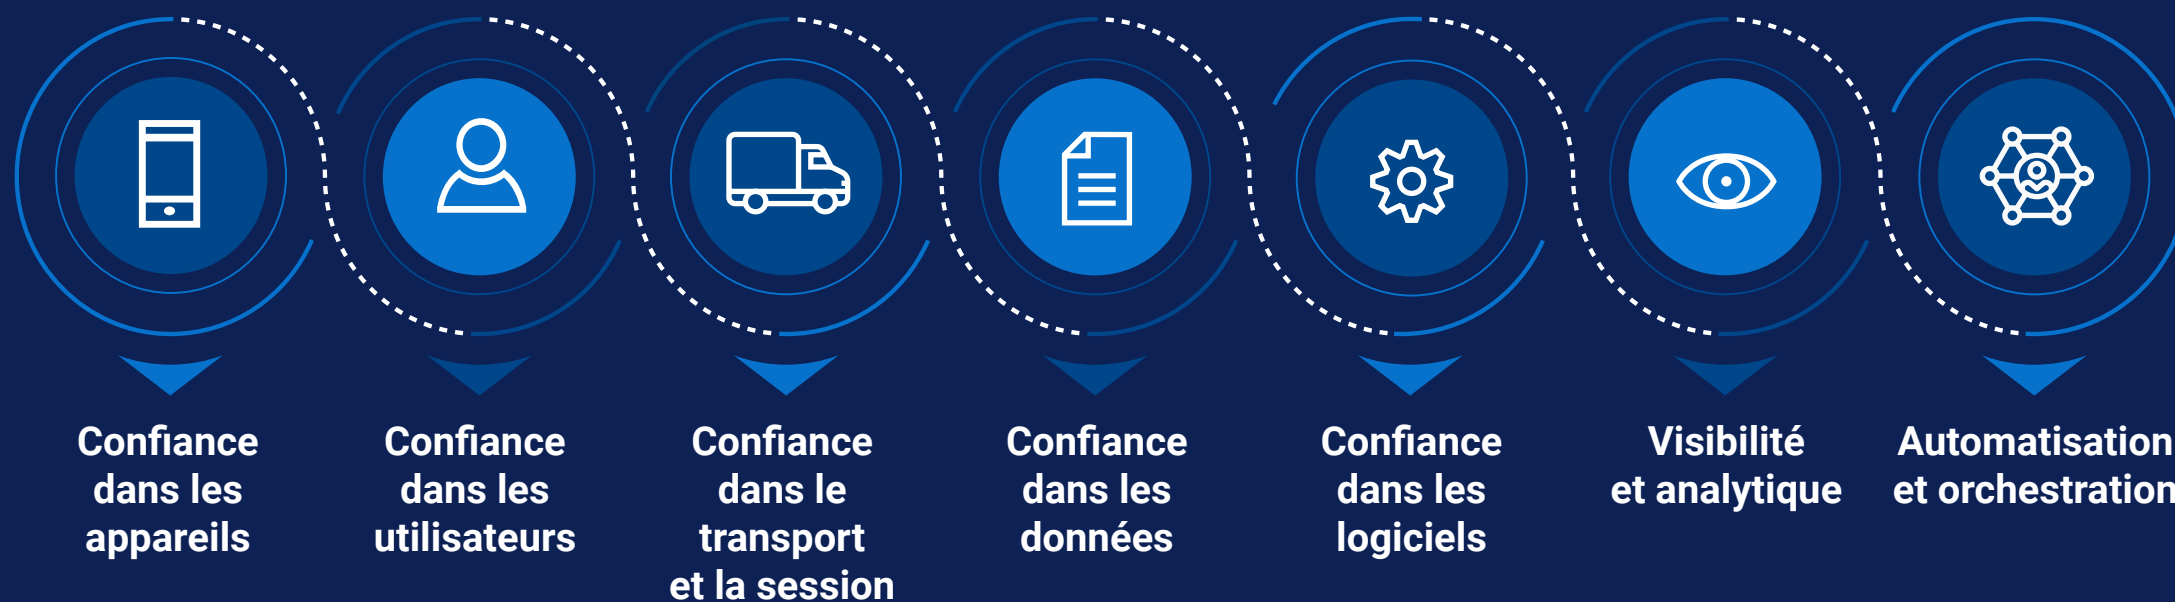 Confiance
dans les
appareils
Confiance
dans les
utilisateurs
Confiance
dans le
transport
et la session
Confiance
dans les
données
Confiance
dans les
logiciels
Visibilité
et analytique
Automatisation
et orchestration